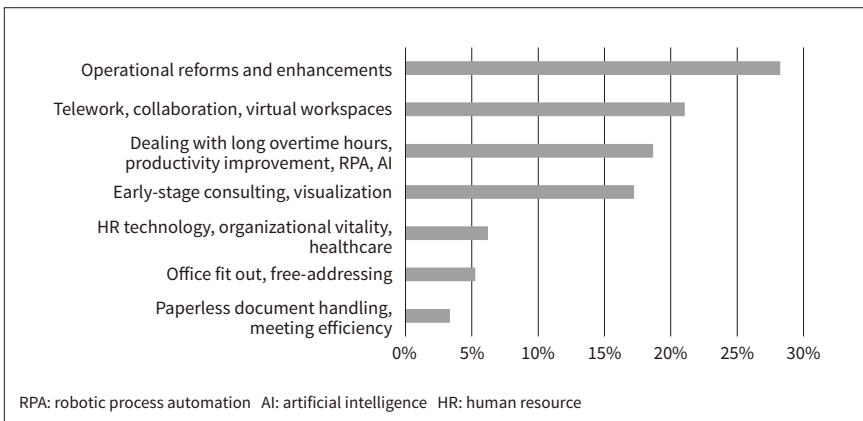 Operational reforms and enhancements
Telework, collaboration, virtual workspaces
Dealing with long overtime hours,
productivity improvement, RPA, AI
Early-stage consulting, visualization
HR technology, organizational vitality,
healthcare
Office fit out, free-addressing
Paperless document handling,
meeting efficiency
0% 5% 10% 15% 20% 25% 30%
RPA: robotic process automation AI: artificial intelligence HR: human resource